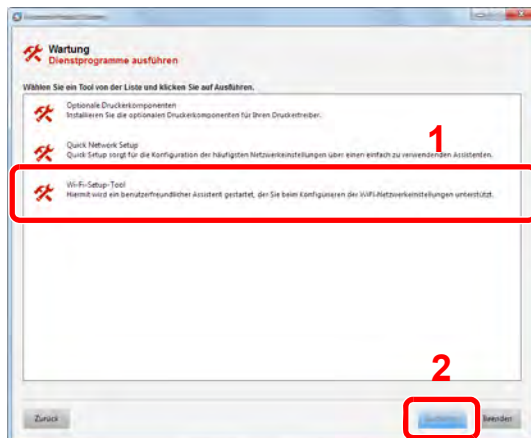 Wartung
Dienstprogramme ausführen
Wählen Sie ein Tool von der Liste und klicken Sie auf Ausführen.
Optionale Druckerkomponenten
Installieren Sie die optionalen Druckerkomponenten für Ihren Druckertreiber.
1
Quick Network Setup
Quick Setup sorgt für die Konfiguration der häufigsten Netzwerkeinstellungen über einen einfach zu verwendenden Assistenten.
Wi-Fi-Setup-Tool
Hiermit wird ein benutzerfreundlicher Assistent gestartet, der Sie beim Konfigurieren der WiFi-Netzwerkeinstellungen unterstützt.
2
Zurück
Beenden